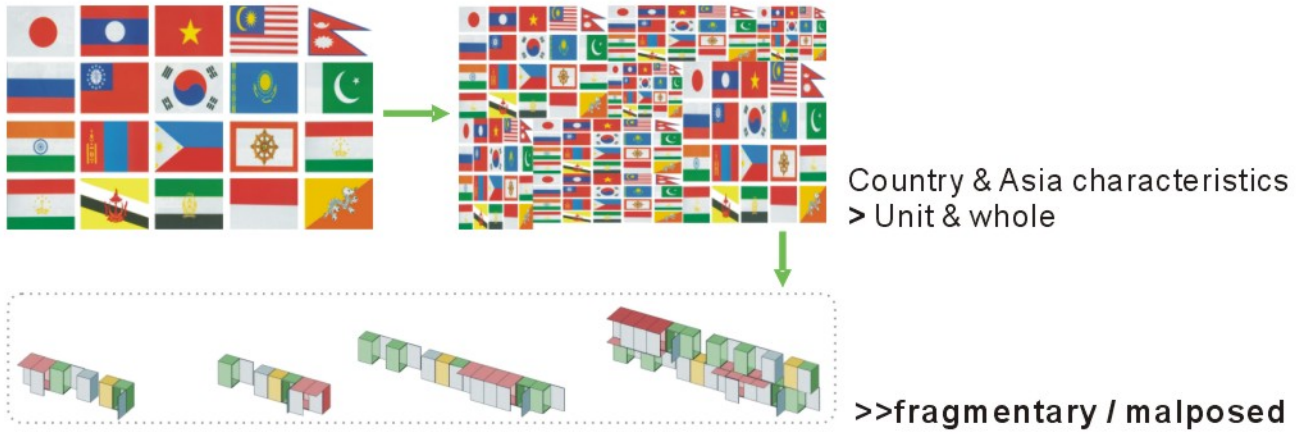 Country & Asia characteristics
> Unit & whole
>>fragmentary / malposed